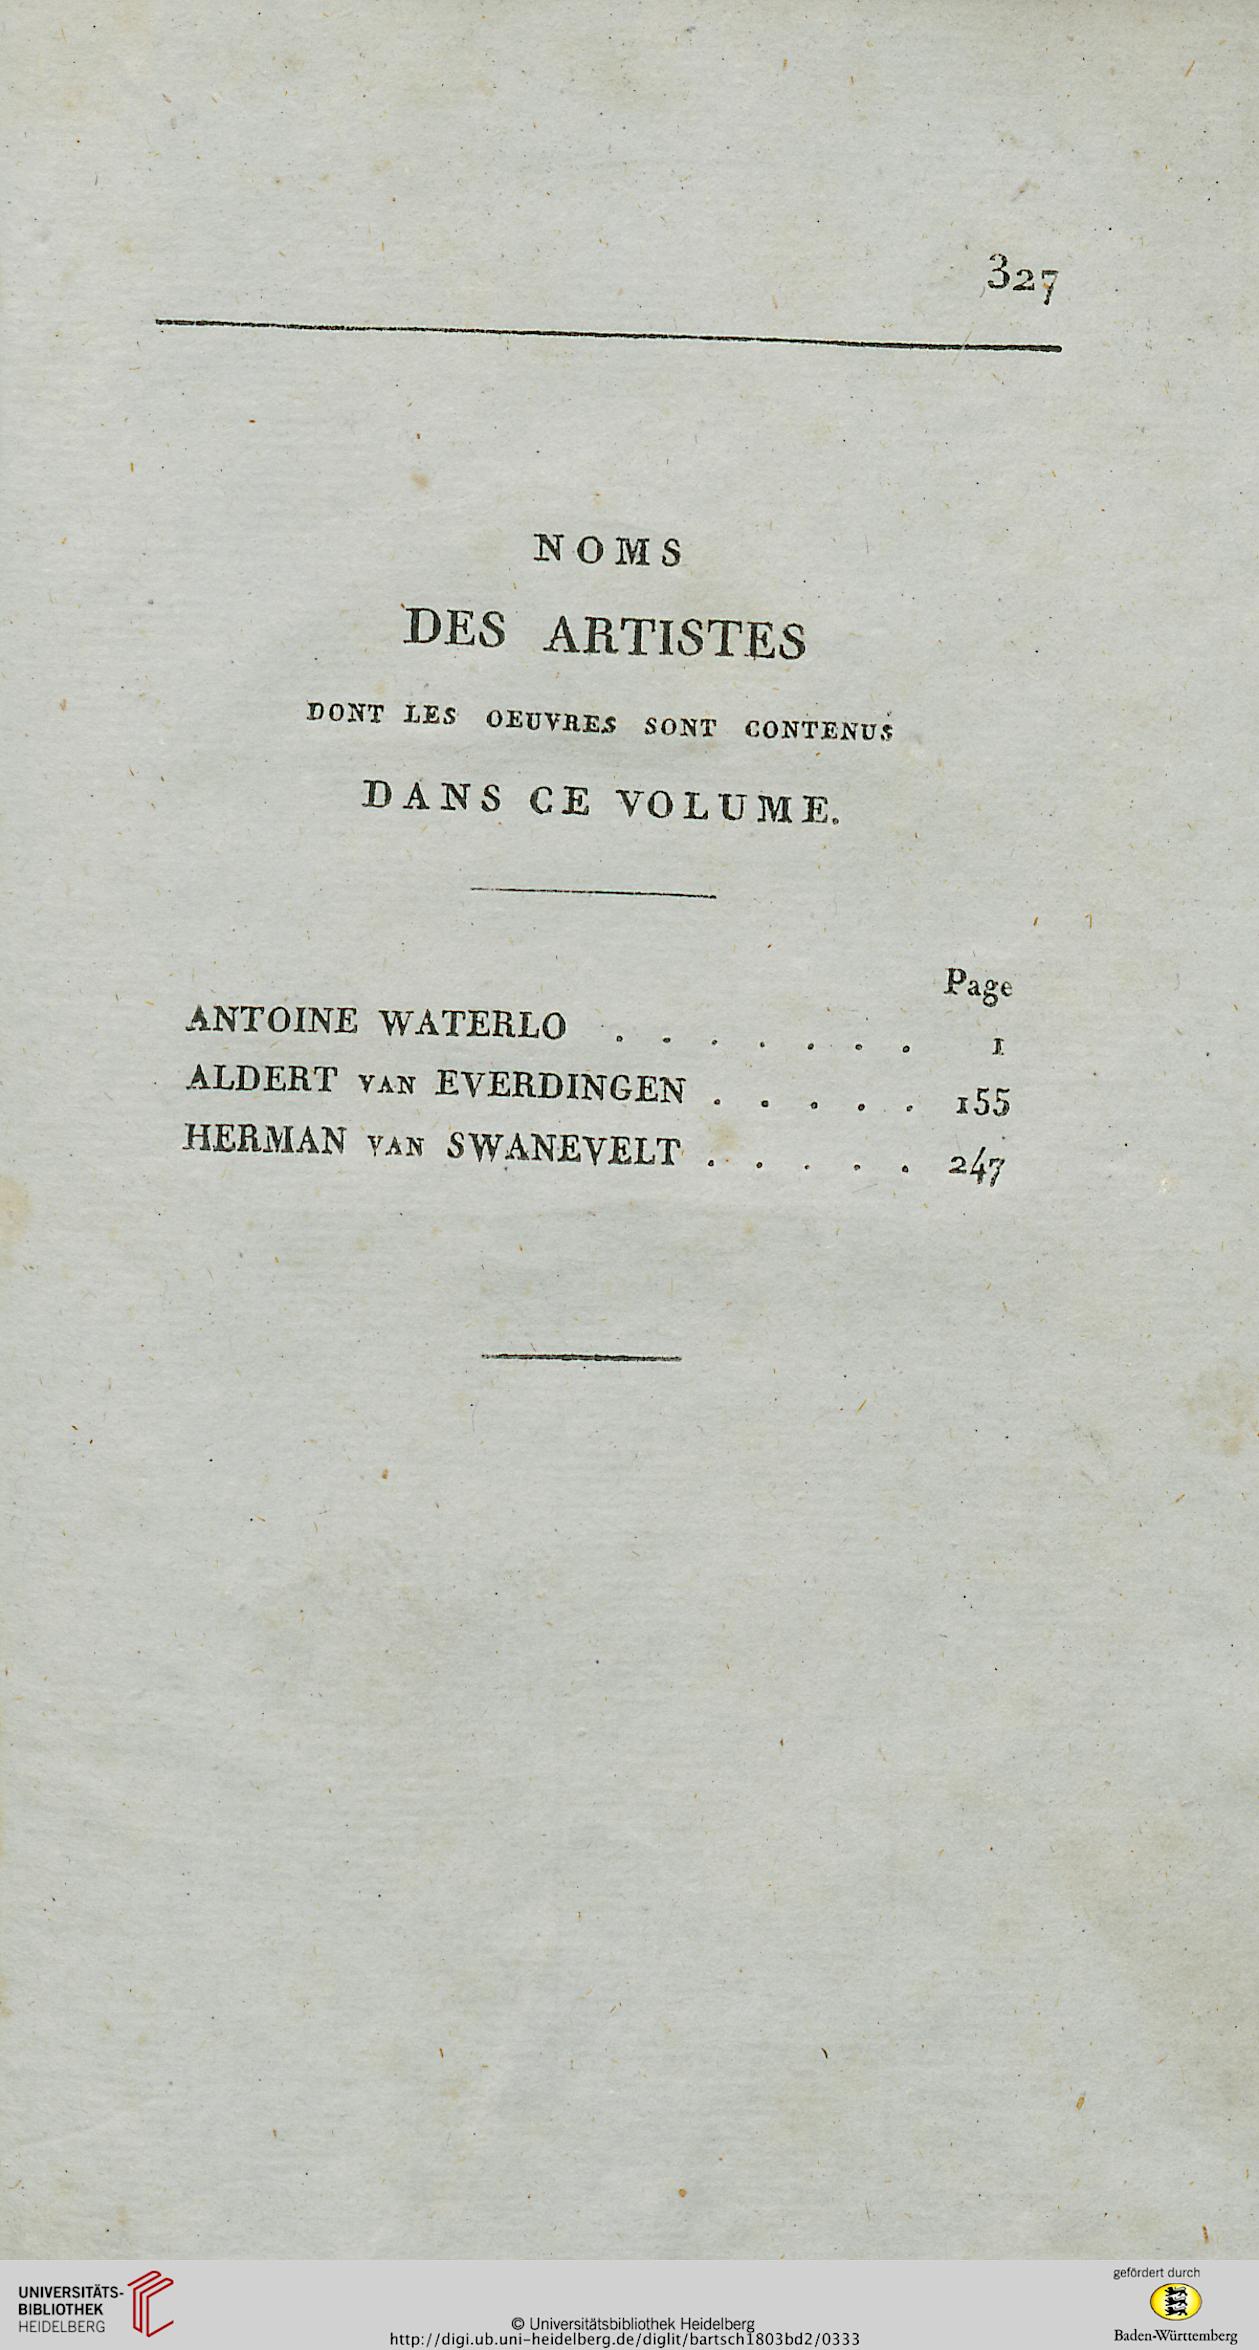 327
NOMS
DES ARTISTES
DONT LES OEUVRES SONT CONTENUS
DANS CE VOLUME.
Page
ANTOINE WATERLO . . . . . . . 1
ALDERT VAN EVERDINGEN . . . . . 155
HERMAN VAN SWANEVELT . . . . . 247
UNIVERSITÄTS-
BIBLIOTHEK
HEIDELBERG
© Universitätsbibliothek Heidelberg
http://digi.ub.uni-heidelberg.de/diglit/bartsch1803bd2/0333
gefördert durch
Baden-Württemberg